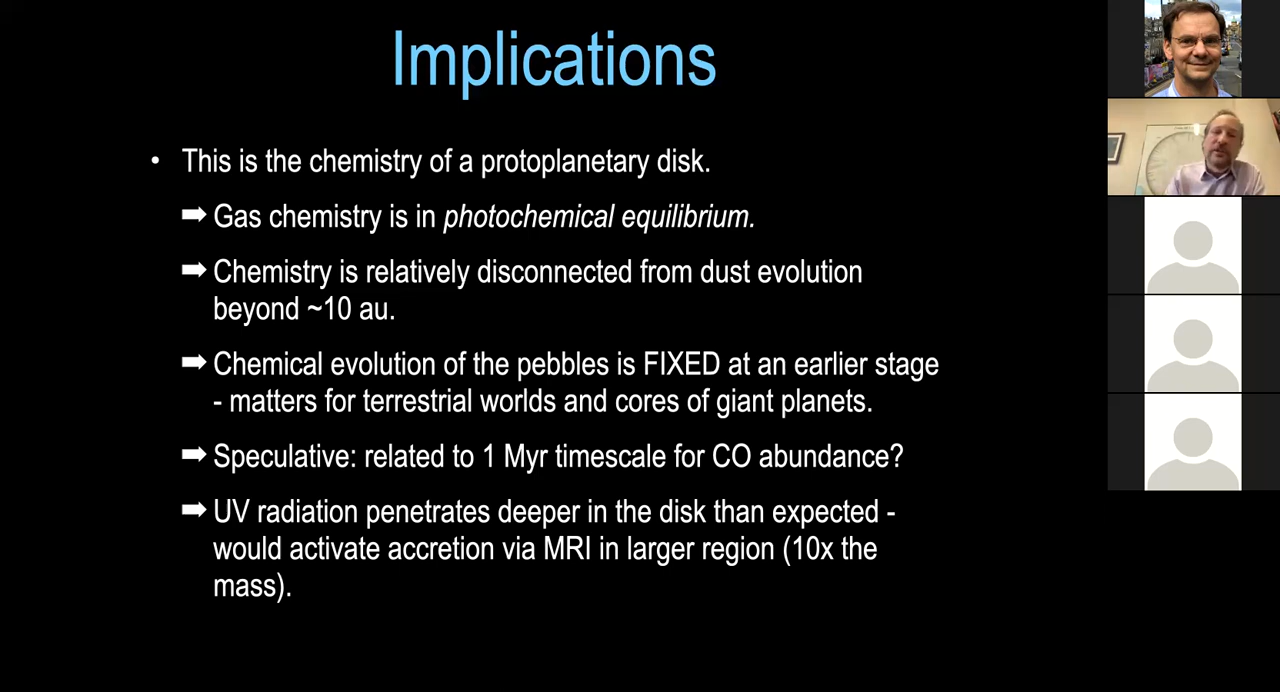 Implications
• This is the chemistry of a protoplanetary disk.
➡ Gas chemistry is in photochemical equilibrium.
➡ Chemistry is relatively disconnected from dust evolution
beyond ~10 au.
➡ Chemical evolution of the pebbles is FIXED at an earlier stage
- matters for terrestrial worlds and cores of giant planets.
➡ Speculative: related to 1 Myr timescale for CO abundance?
➡ UV radiation penetrates deeper in the disk than expected -
would activate accretion via MRI in larger region (10x the
mass).